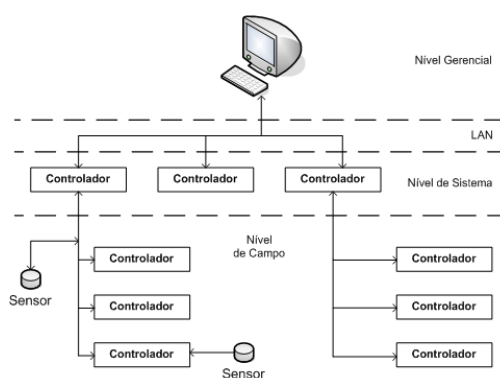 Nível Gerencial
LAN
Controlador
Controlador
Controlador
Nível de Sistema
Nível
de Campo
Controlador
Controlador
Sensor
Controlador
Controlador
Controlador
Controlador
Sensor